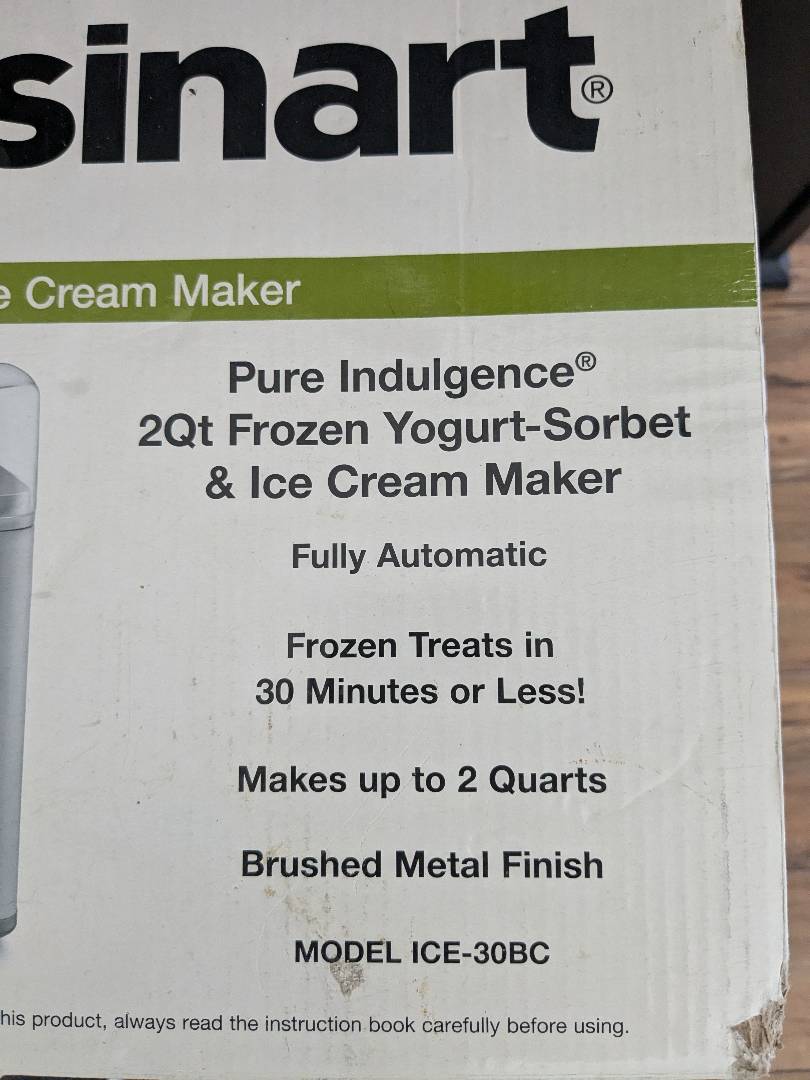 sinart®
e Cream Maker
Pure Indulgence®
2Qt Frozen Yogurt-Sorbet
& Ice Cream Maker
Fully Automatic
Frozen Treats in
30 Minutes or Less!
Makes up to 2 Quarts
Brushed Metal Finish
MODEL ICE-30BC
his product, always read the instruction book carefully before using.